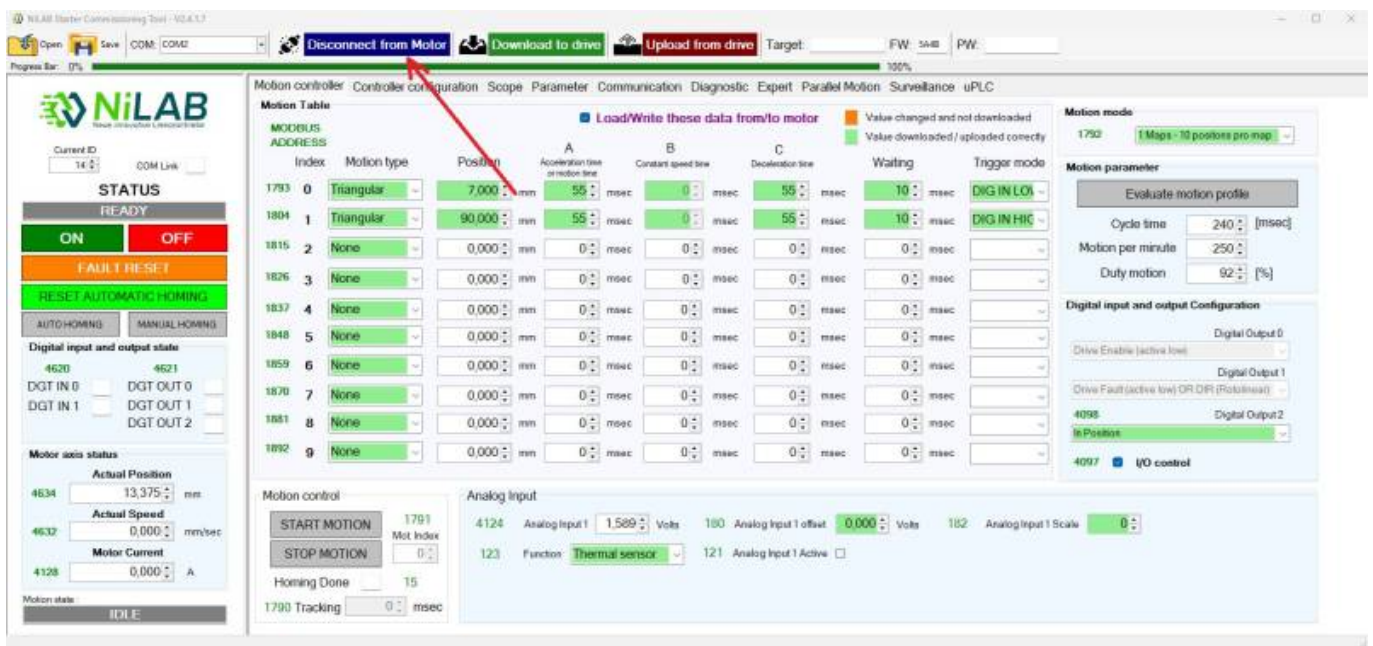 NiLAB Starter Commissioning Tool - V2.4.1.7
Open Save COM: COM2 Disconnect from Motor Download to drive Upload from drive Target: FW: PW:
Progress Bar: 0% 100%
Motion controller Controller configuration Scope Parameter Communication Diagnostic Expert Parallel Motion Surveillance uPLC
NiLAB
Current ID
14 COM Link
STATUS
READY
ON OFF
FAULT RESET
RESET AUTOMATIC HOMING
AUTO HOMING MANUAL HOMING
Digital input and output state
4620 4621
DGT IN 0 DGT OUT 0
DGT IN 1 DGT OUT 1
DGT OUT 2
Motor axis status
Actual Position
4634 13,375 mm
Actual Speed
4632 0,000 mm/sec
Motor Current
4128 0,000 A
Motion state:
IDLE
Motion Table
Load/Write these data from/to motor
Value changed and not downloaded
Value downloaded / uploaded correctly
MODBUS
ADDRESS
A B C
Index Motion type Position Acceleration time Constant speed time Deceleration time Waiting Trigger mode
or motion time
1793 0 Triangular 7,000 mm 55 msec 0 msec 55 msec 10 msec DIG IN LOV
1804 1 Triangular 90,000 mm 55 msec 0 msec 55 msec 10 msec DIG IN HIC
1815 2 None 0,000 mm 0 msec 0 msec 0 msec 0 msec
1826 3 None 0,000 mm 0 msec 0 msec 0 msec 0 msec
1837 4 None 0,000 mm 0 msec 0 msec 0 msec 0 msec
1848 5 None 0,000 mm 0 msec 0 msec 0 msec 0 msec
1859 6 None 0,000 mm 0 msec 0 msec 0 msec 0 msec
1870 7 None 0,000 mm 0 msec 0 msec 0 msec 0 msec
1881 8 None 0,000 mm 0 msec 0 msec 0 msec 0 msec
1892 9 None 0,000 mm 0 msec 0 msec 0 msec 0 msec
Motion control
START MOTION 1791
Mot Index
STOP MOTION 0
Homing Done 15
1790 Tracking 0 msec
Analog Input
4124 Analog Input 1 1,589 Volts 180 Analog Input 1 offset 0,000 Volts 182 Analog Input 1 Scale 0
123 Function Thermal sensor 121 Analog Input 1 Active
Motion mode
1792 1 Maps - 10 positions pro map
Motion parameter
Evaluate motion profile
Cycle time 240 [msec]
Motion per minute 250
Duty motion 92 [%]
Digital input and output Configuration
Digital Output 0
Drive Enable (active low)
Digital Output 1
Drive Fault (active low) OR DIR (Rotolinear)
4098 Digital Output 2
In Position
4097 I/O control